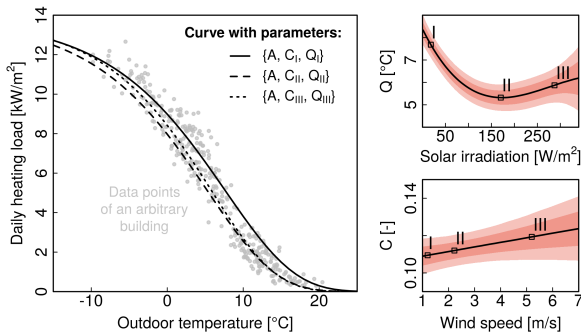 Curve with parameters:
{A, C_I, Q_I}
{A, C_II, Q_II}
{A, C_III, Q_III}
Data points
of an arbitrary
building
Daily heating load [kW/m²]
14
12
10
8
6
4
2
0
-10
0
10
20
Outdoor temperature [°C]
I
II
III
Q [°C]
8
7
5
50
150
250
Solar irradiation [W/m²]
I
II
III
C [-]
0.14
0.10
1
2
3
4
5
6
7
Wind speed [m/s]